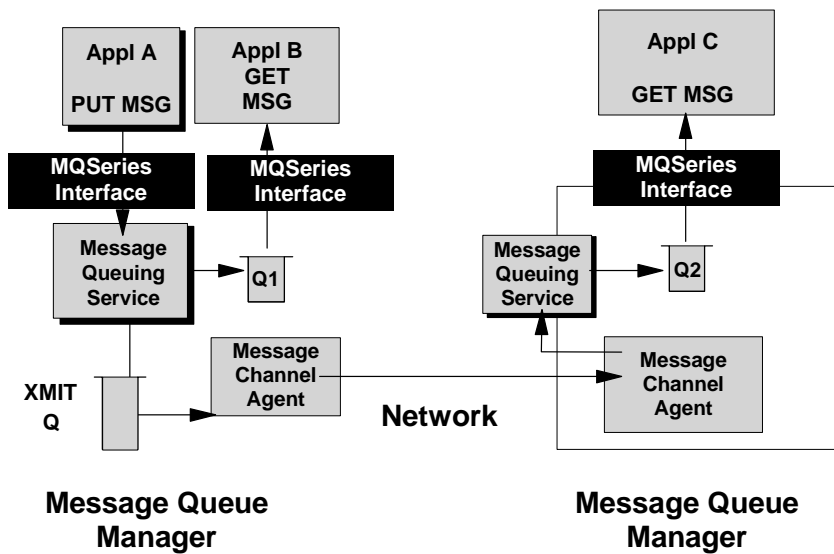 Appl A
PUT MSG
Appl B
GET
MSG
Appl C
GET MSG
MQSeries
Interface
MQSeries
Interface
MQSeries
Interface
Message
Queuing
Service
Q1
Message
Queuing
Service
Q2
XMIT
Q
Message
Channel
Agent
Network
Message
Channel
Agent
Message Queue
Manager
Message Queue
Manager